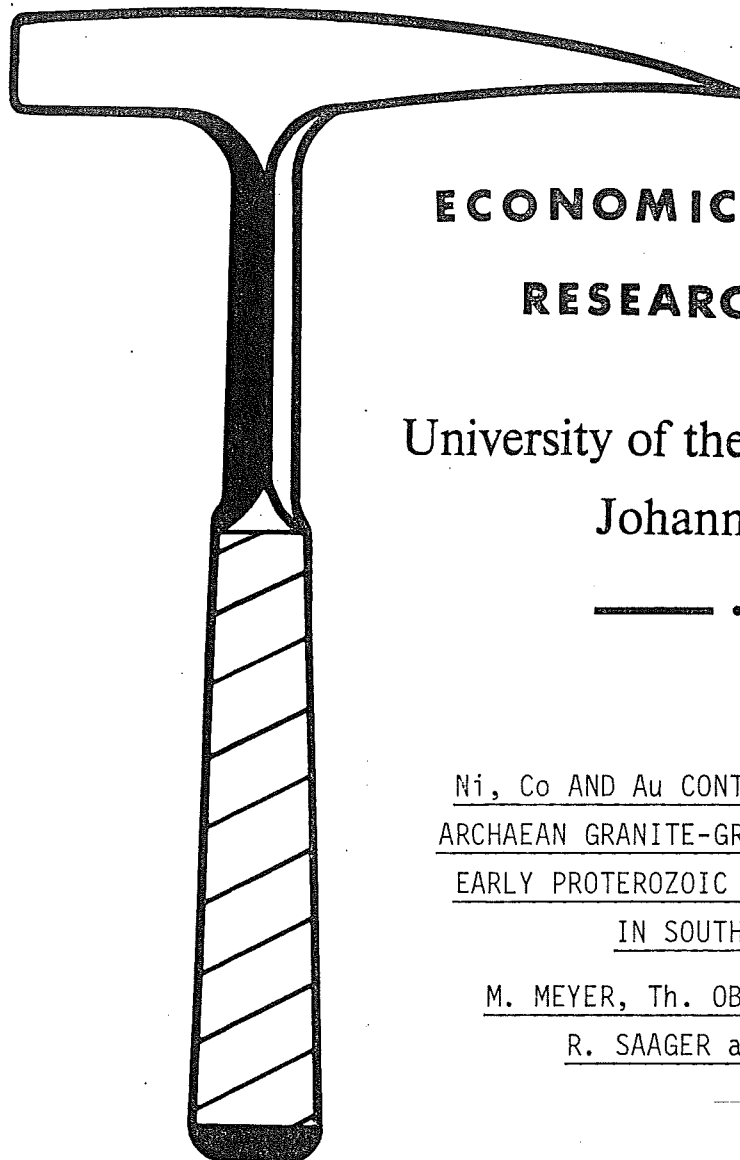 ECONOMIC
RESEARC
University of the
Johann
Ni, Co AND Au CONT
ARCHAEAN GRANITE-GR
EARLY PROTEROZOIC
IN SOUTH
M. MEYER, Th. OB
R. SAAGER a